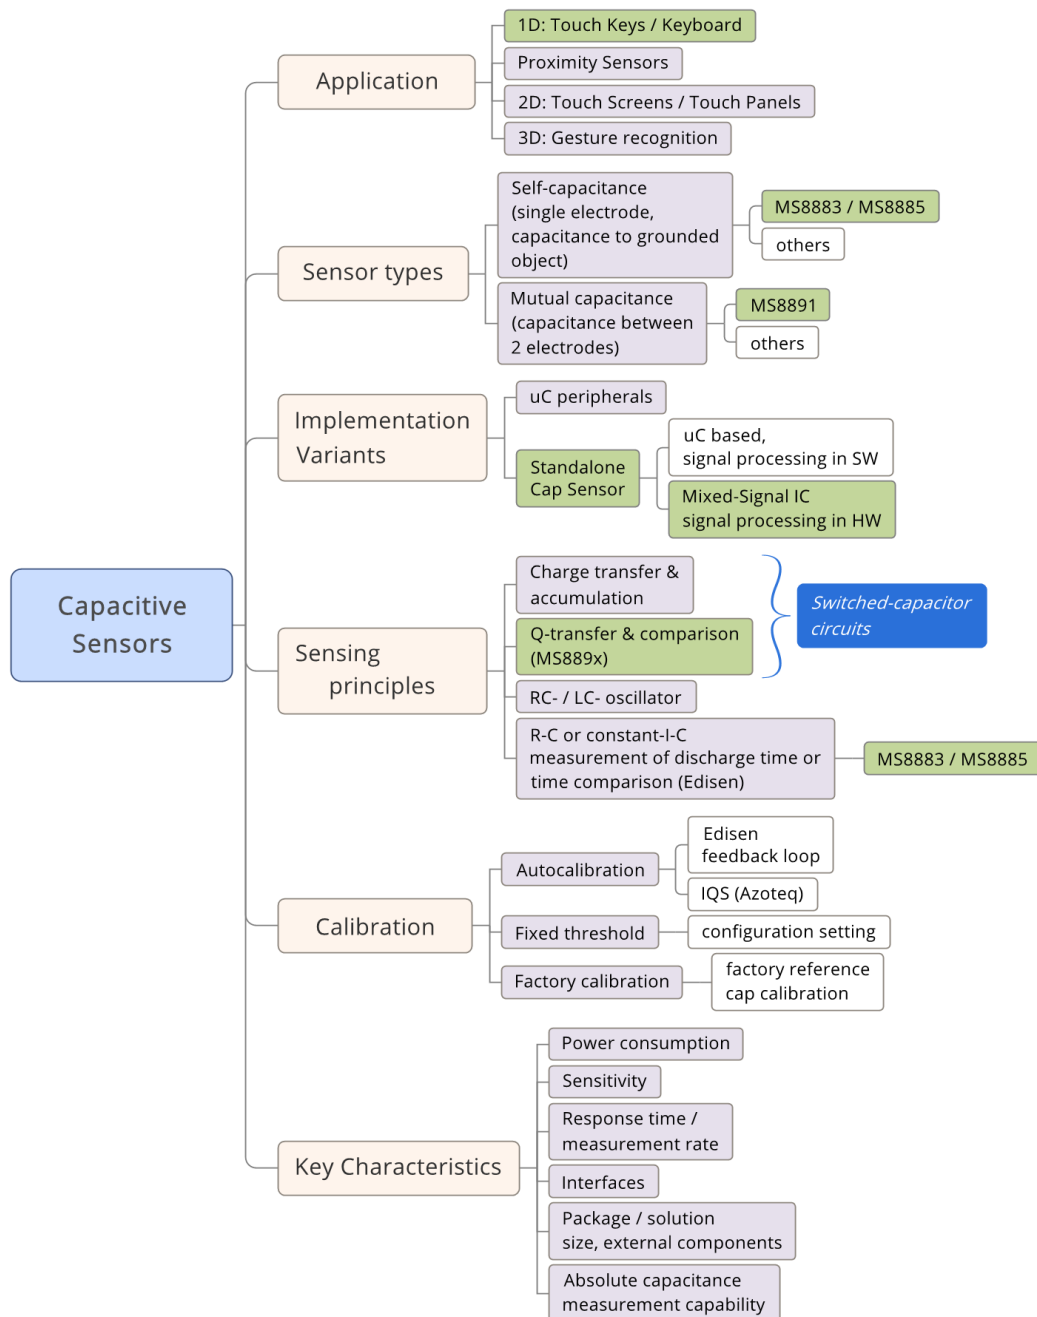 Capacitive
Sensors
Application
1D: Touch Keys / Keyboard
Proximity Sensors
2D: Touch Screens / Touch Panels
3D: Gesture recognition
Sensor types
Self-capacitance
(single electrode,
capacitance to grounded
object)
MS8883 / MS8885
others
Mutual capacitance
(capacitance between
2 electrodes)
MS8891
others
Implementation
Variants
uC peripherals
Standalone
Cap Sensor
uC based,
signal processing in SW
Mixed-Signal IC
signal processing in HW
Sensing
principles
Charge transfer &
accumulation
Q-transfer & comparison
(MS889x)
Switched-capacitor
circuits
RC- / LC- oscillator
R-C or constant-I-C
measurement of discharge time or
time comparison (Edisen)
MS8883 / MS8885
Calibration
Autocalibration
Edisen
feedback loop
IQS (Azoteq)
Fixed threshold
configuration setting
Factory calibration
factory reference
cap calibration
Key Characteristics
Power consumption
Sensitivity
Response time /
measurement rate
Interfaces
Package / solution
size, external components
Absolute capacitance
measurement capability